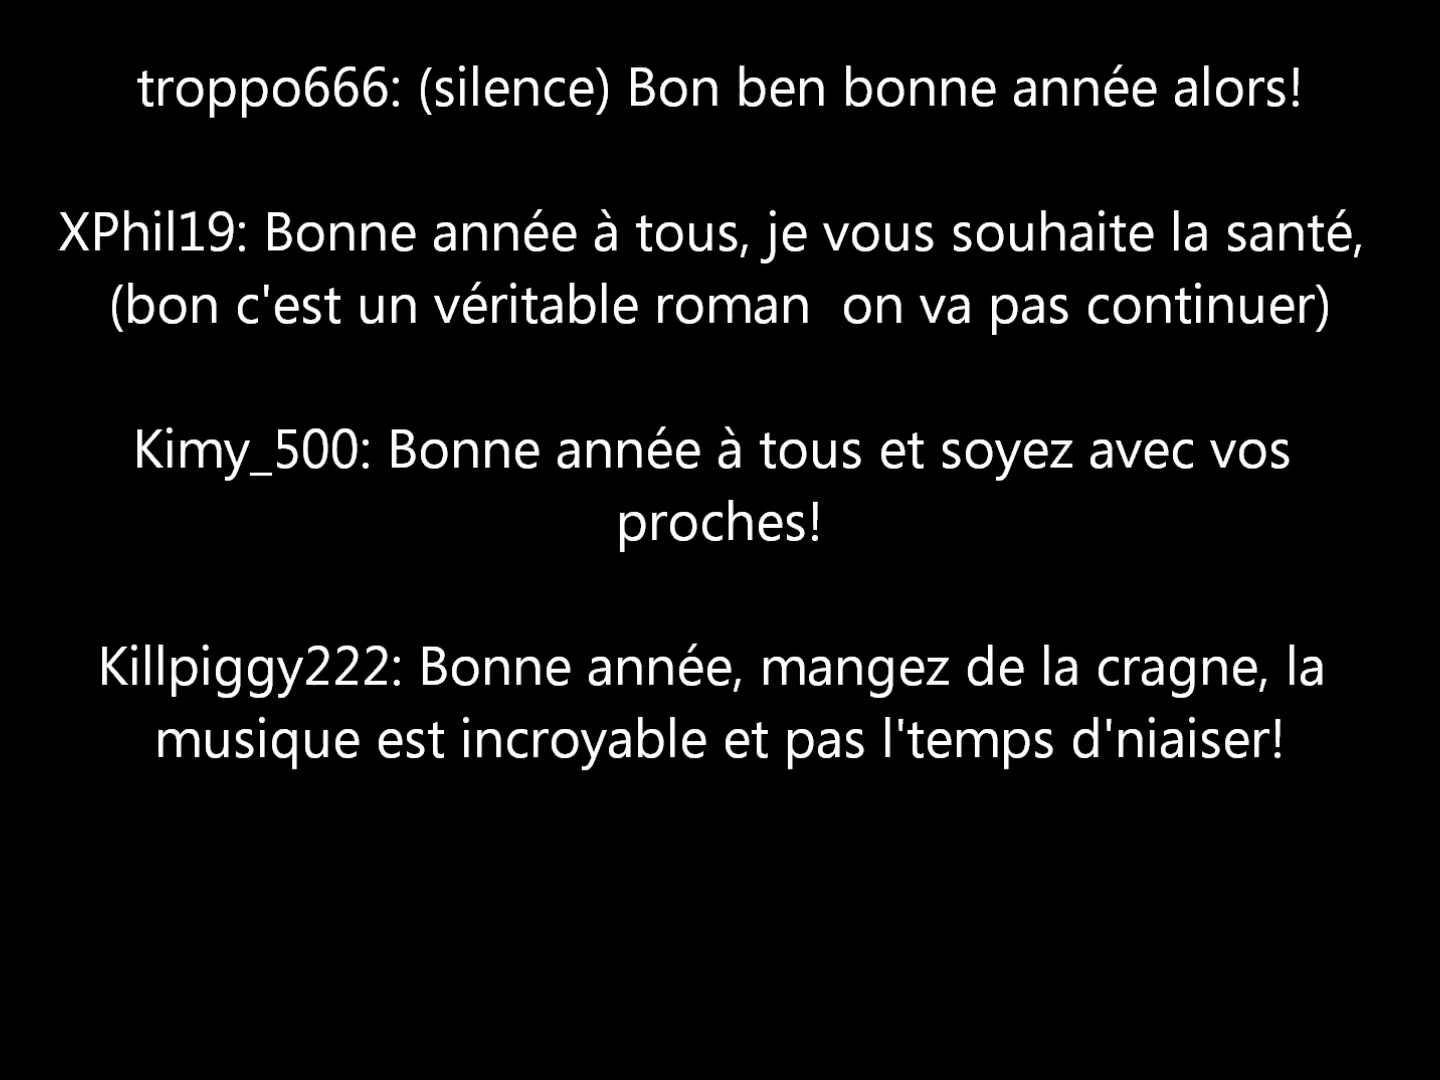 troppo666: (silence) Bon ben bonne année alors!
XPhil19: Bonne année à tous, je vous souhaite la santé,
(bon c'est un véritable roman  on va pas continuer)
Kimy_500: Bonne année à tous et soyez avec vos
proches!
Killpiggy222: Bonne année, mangez de la cragne, la
musique est incroyable et pas l'temps d'niaiser!